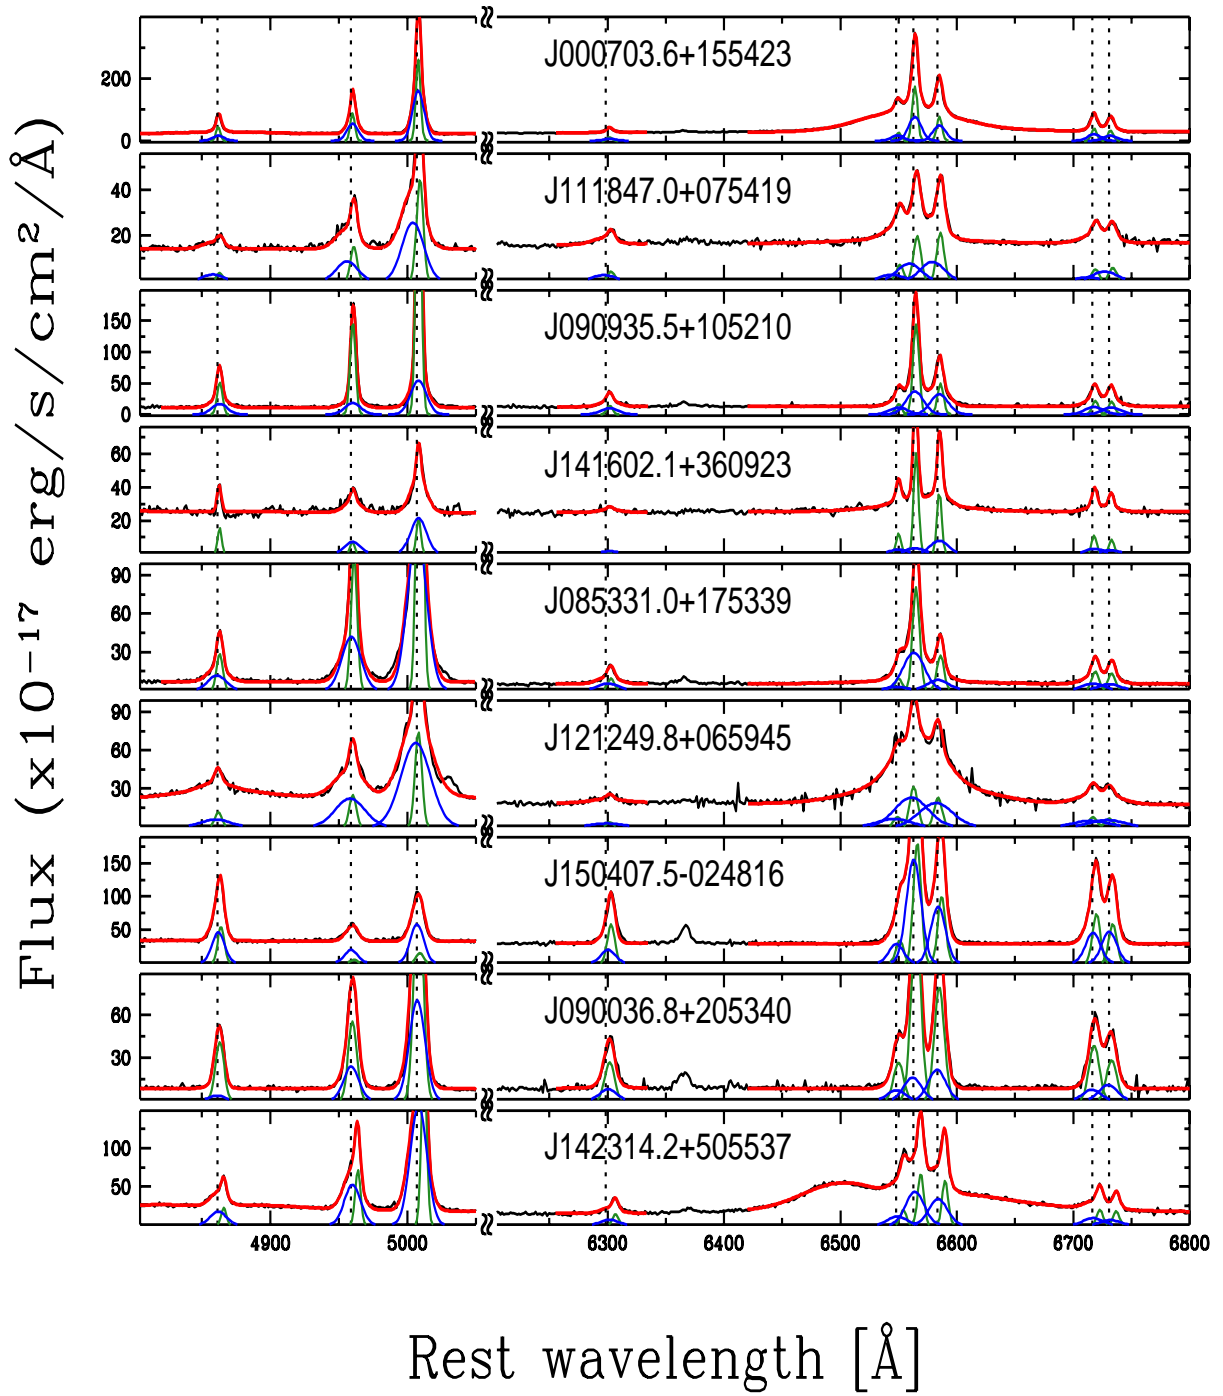 Flux (x10⁻¹⁷ erg/s/cm²/Å)
J000703.6+155423
200
0
J111847.0+075419
40
20
J090935.5+105210
150
100
50
0
J141602.1+360923
60
40
20
J085331.0+175339
90
60
30
J121249.8+065945
90
60
30
J150407.5-024816
150
100
50
J090036.8+205340
60
30
J142314.2+505537
100
50
4900 5000 6300 6400 6500 6600 6700 6800
Rest wavelength [Å]